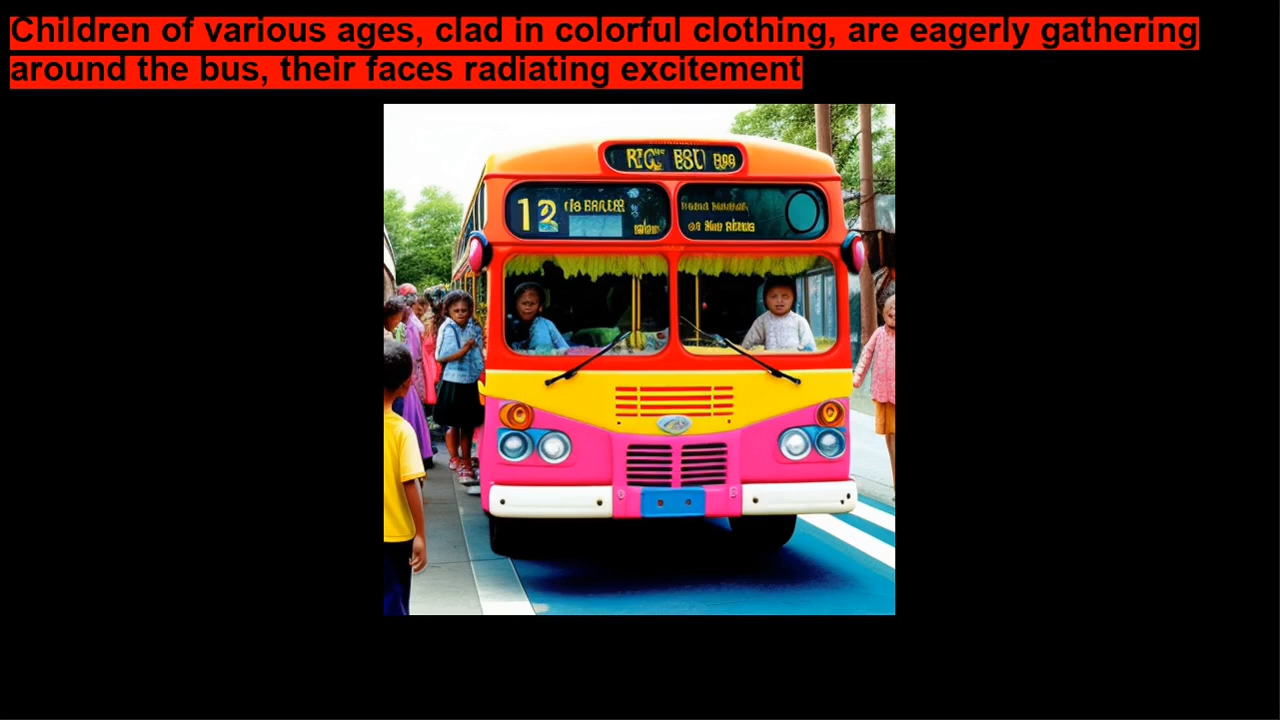 Children of various ages, clad in colorful clothing, are eagerly gathering
around the bus, their faces radiating excitement
12